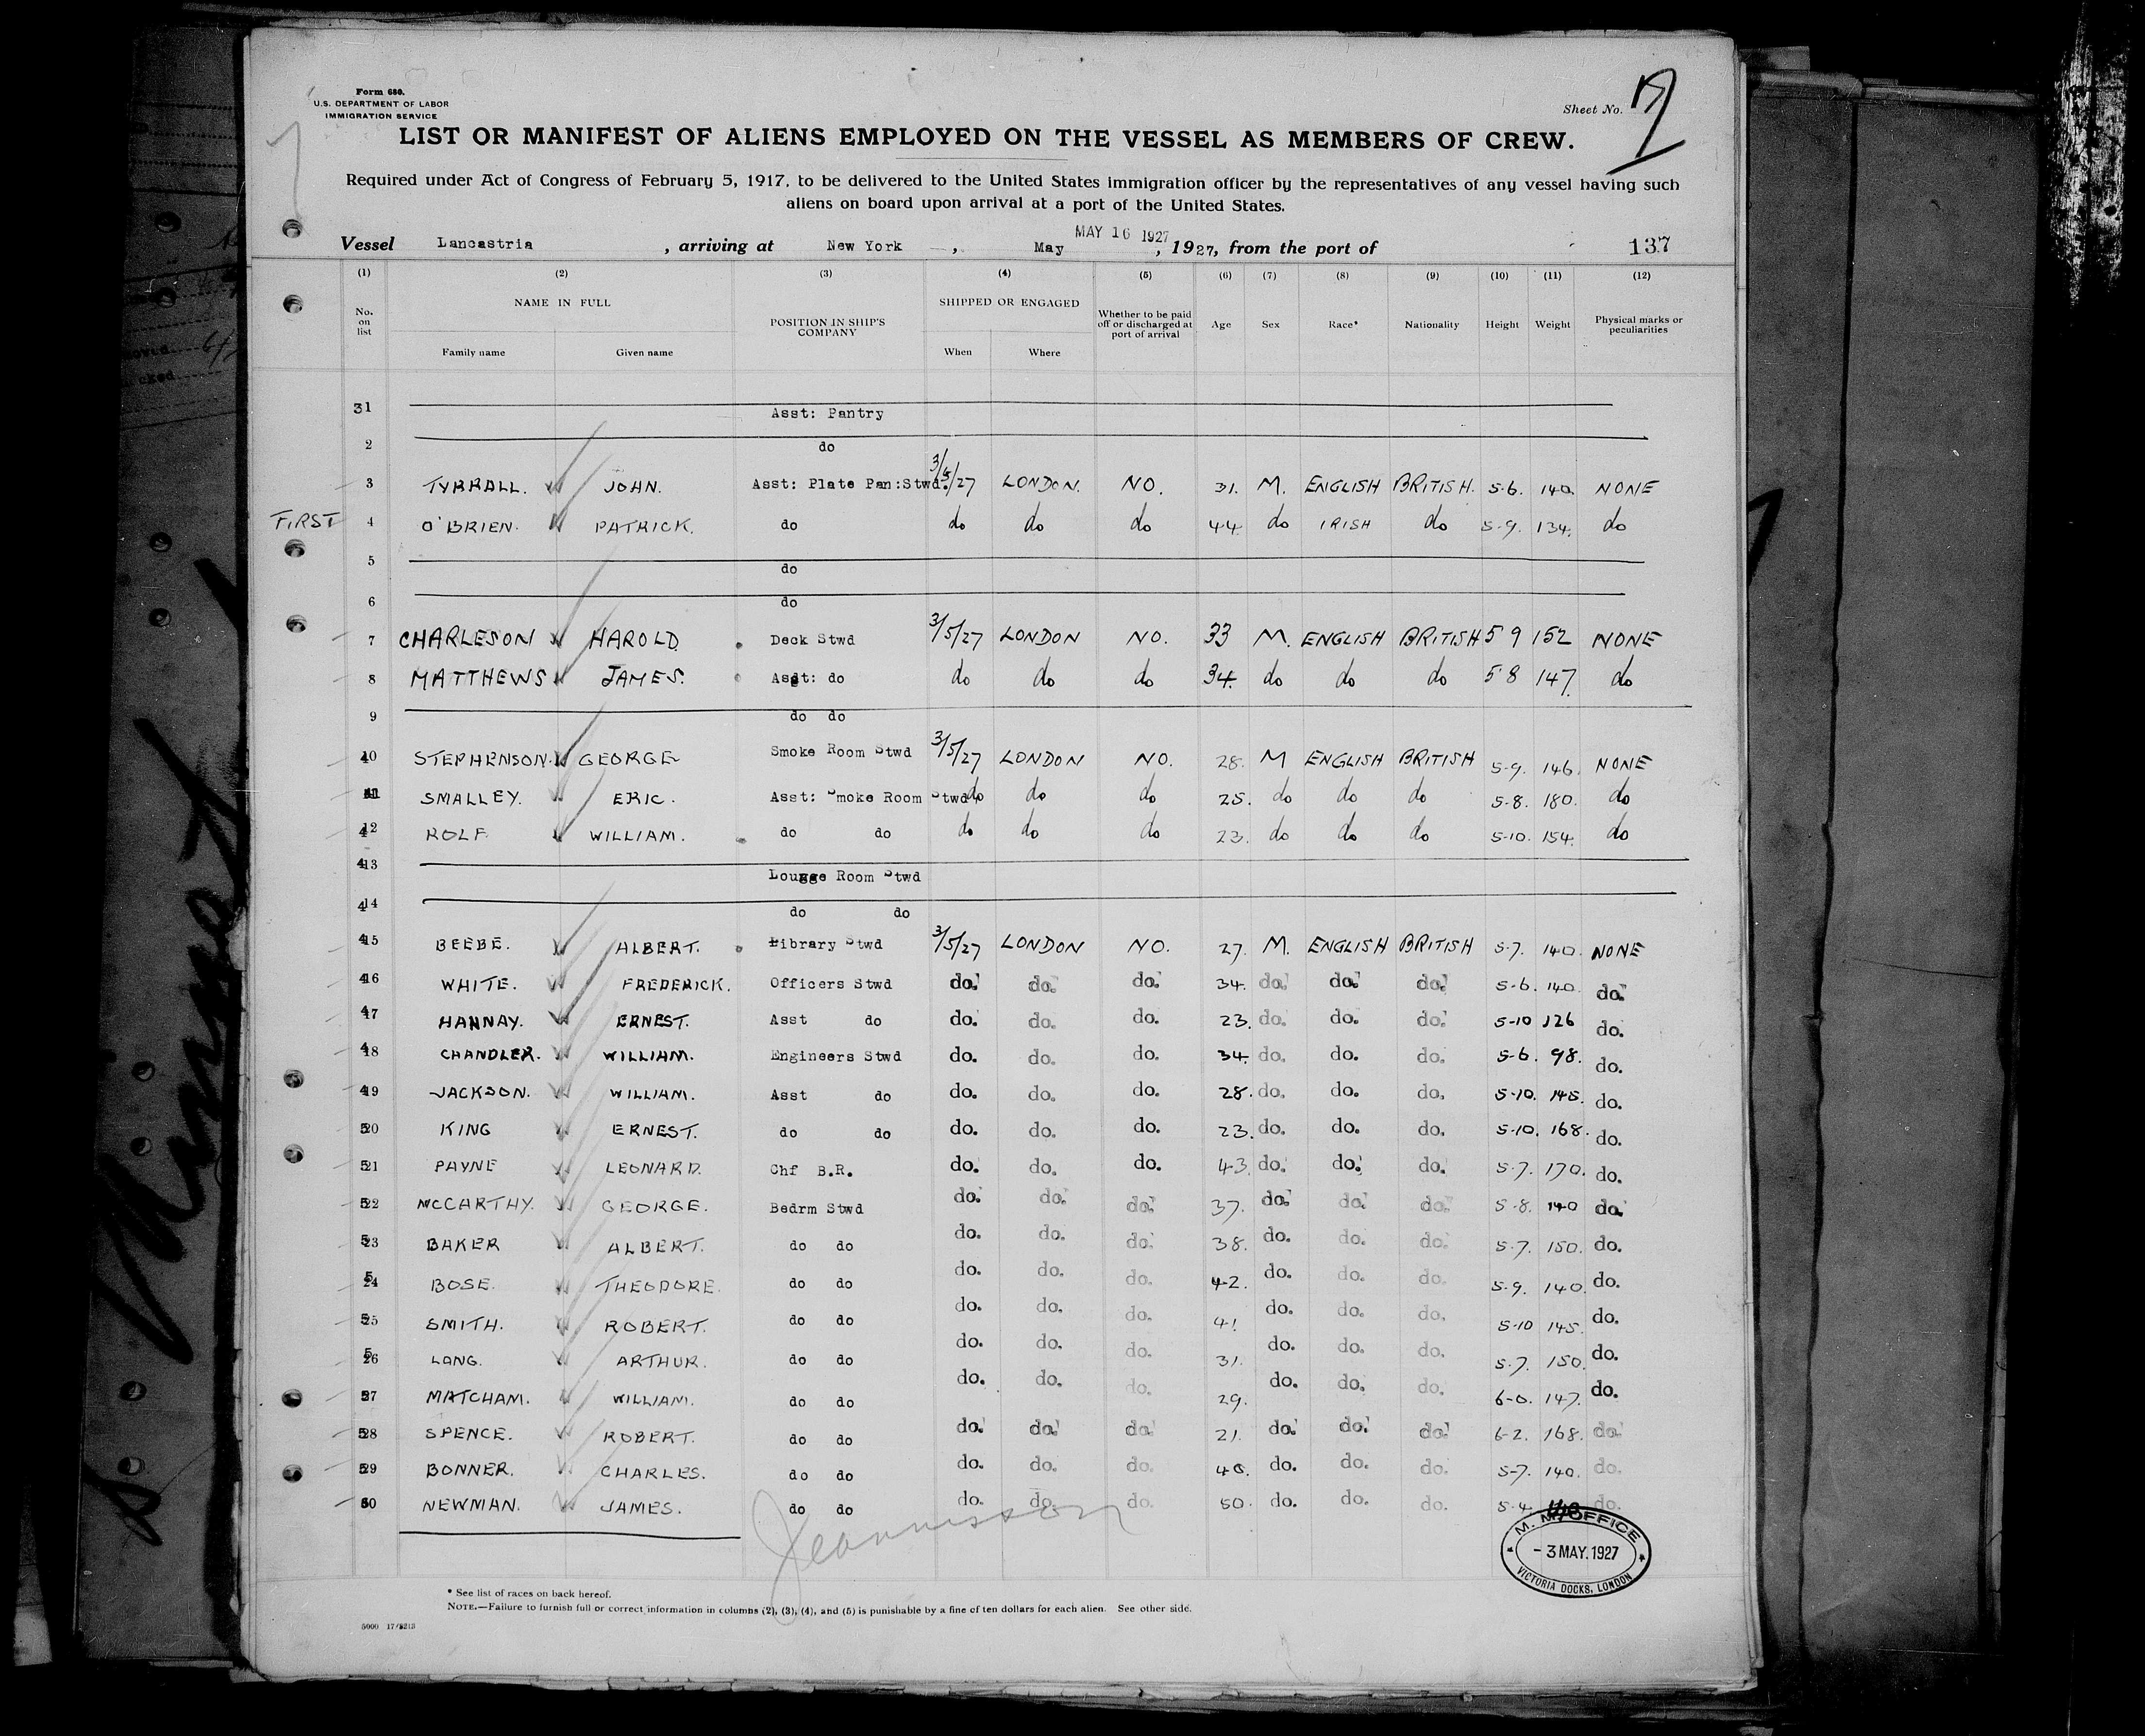 Form 680.
U.S. DEPARTMENT OF LABOR
IMMIGRATION SERVICE
Sheet No.
LIST OR MANIFEST OF ALIENS EMPLOYED ON THE VESSEL AS MEMBERS OF CREW.
Required under Act of Congress of February 5, 1917, to be delivered to the United States immigration officer by the representatives of any vessel having such
aliens on board upon arrival at a port of the United States.
MAY 16 1927
Vessel Lancastria, arriving at New York, May, 1927, from the port of 137
(1) (2) (3) (4) (5) (6) (7) (8) (9) (10) (11) (12)
No. on list NAME IN FULL POSITION IN SHIP'S COMPANY SHIPPED OR ENGAGED Whether to be paid off or discharged at port of arrival Age Sex Race* Nationality Height Weight Physical marks or peculiarities
Family name Given name When Where
31 Asst: Pantry
2 do
3 TYRRALL. JOHN. Asst: Plate Pan:Stwd. 3/5/27 LONDON. NO. 31. M. ENGLISH BRITISH. 5-6. 140. NONE
FIRST 4 O'BRIEN. PATRICK. do do do do 44. do IRISH do 5-9. 134. do
5 do
6 do
7 CHARLESON HAROLD. Deck Stwd 3/5/27 LONDON NO. 33 M. ENGLISH BRITISH 5 9 152 NONE
8 MATTHEWS JAMES. Asst: do do do do 34. do do do 5 8 147. do
9 do do
10 STEPHENSON. GEORGE Smoke Room Stwd 3/5/27 LONDON NO. 28. M ENGLISH BRITISH 5-9. 146. NONE
41 SMALLEY. ERIC. Asst: Smoke Room Stwd do do do 25. do do do 5-8. 180. do
412 ROLF. WILLIAM. do do do do do 23. do do do 5-10. 154. do
413 Lougge Room Stwd
414 do do
415 BEEBE. ALBERT. Library Stwd 3/5/27 LONDON NO. 27. M. ENGLISH BRITISH 5-7. 140. NONE
416 WHITE. FREDERICK. Officers Stwd do. do. do. 34. do. do. do. 5-6. 140. do.
417 HANNAY. ERNEST. Asst do do. do. do. 23. do. do. do. 5-10 126 do.
418 CHANDLER. WILLIAM. Engineers Stwd do. do. do. 34. do. do. do. 5-6. 98. do.
419 JACKSON. WILLIAM. Asst do do. do. do. 28. do. do. do. 5-10. 145. do.
520 KING ERNEST. do do do. do. do. 23. do. do. do. 5-10. 168. do.
521 PAYNE LEONARD. Chf B.R. do. do. do. 43. do. do. do. 5-7. 170. do.
522 MCCARTHY. GEORGE. Bedrm Stwd do. do. do. 37. do. do. do. 5-8. 140 do.
523 BAKER ALBERT. do do do. do. do. 38. do. do. do. 5-7. 150. do.
524 BOSE. THEODORE. do do do. do. do. 42. do. do. do. 5-9. 140. do.
525 SMITH. ROBERT. do do do. do. do. 41 do. do. do. 5-10 145. do.
526 LANG. ARTHUR. do do do. do. do. 31. do. do. do. 5-7. 150. do.
527 MATCHAM. WILLIAM. do do do. do. do. 29. do. do. do. 6-0. 147. do.
528 SPENCE. ROBERT. do do do. do. do. 21. do. do. do. 6-2. 168. do.
529 BONNER. CHARLES. do do do. do. do. 40. do. do. do. 5-7. 140. do.
60 NEWMAN. JAMES. do do do. do. do. 50. do. do. do. 5-4. do.
M. M. OFFICE
- 3 MAY. 1927
VICTORIA DOCKS, LONDON
* See list of races on back hereof.
NOTE.—Failure to furnish full or correct information in columns (2), (3), (4), and (5) is punishable by a fine of ten dollars for each alien. See other side.